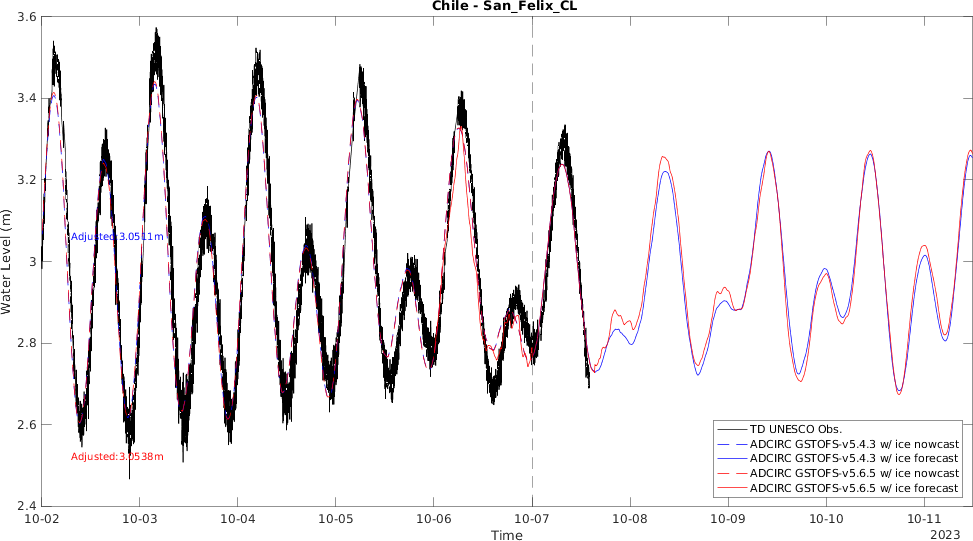 Chile - San_Felix_CL
3.6
3.4
3.2
3
2.8
2.6
2.4
Water Level (m)
Adjusted:3.0511m
Adjusted:3.0538m
TD UNESCO Obs.
ADCIRC GSTOFS-v5.4.3 w/ ice nowcast
ADCIRC GSTOFS-v5.4.3 w/ ice forecast
ADCIRC GSTOFS-v5.6.5 w/ ice nowcast
ADCIRC GSTOFS-v5.6.5 w/ ice forecast
10-02 10-03 10-04 10-05 10-06 10-07 10-08 10-09 10-10 10-11
Time
2023